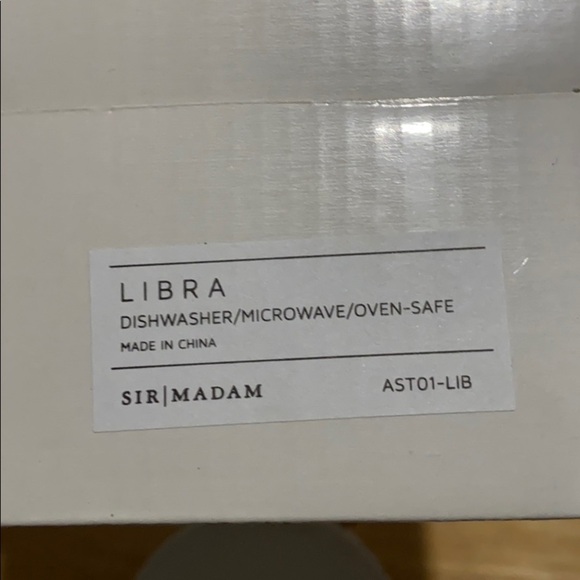 LIBRA
DISHWASHER/MICROWAVE/OVEN-SAFE
MADE IN CHINA
SIR|MADAM AST01-LIB